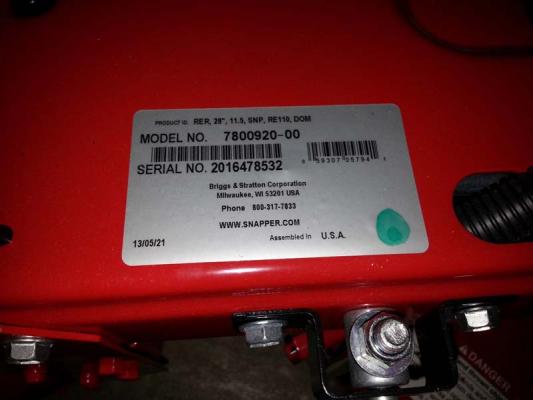 PRODUCT ID: RER, 28", 11.5, SNP, RE110, DOM
MODEL NO. 7800920-00
SERIAL NO. 2016478532
Briggs & Stratton Corporation
Milwaukee, WI 53201 USA
Phone 800-317-7833
WWW.SNAPPER.COM
13/05/21 Assembled in U.S.A.
DANGER